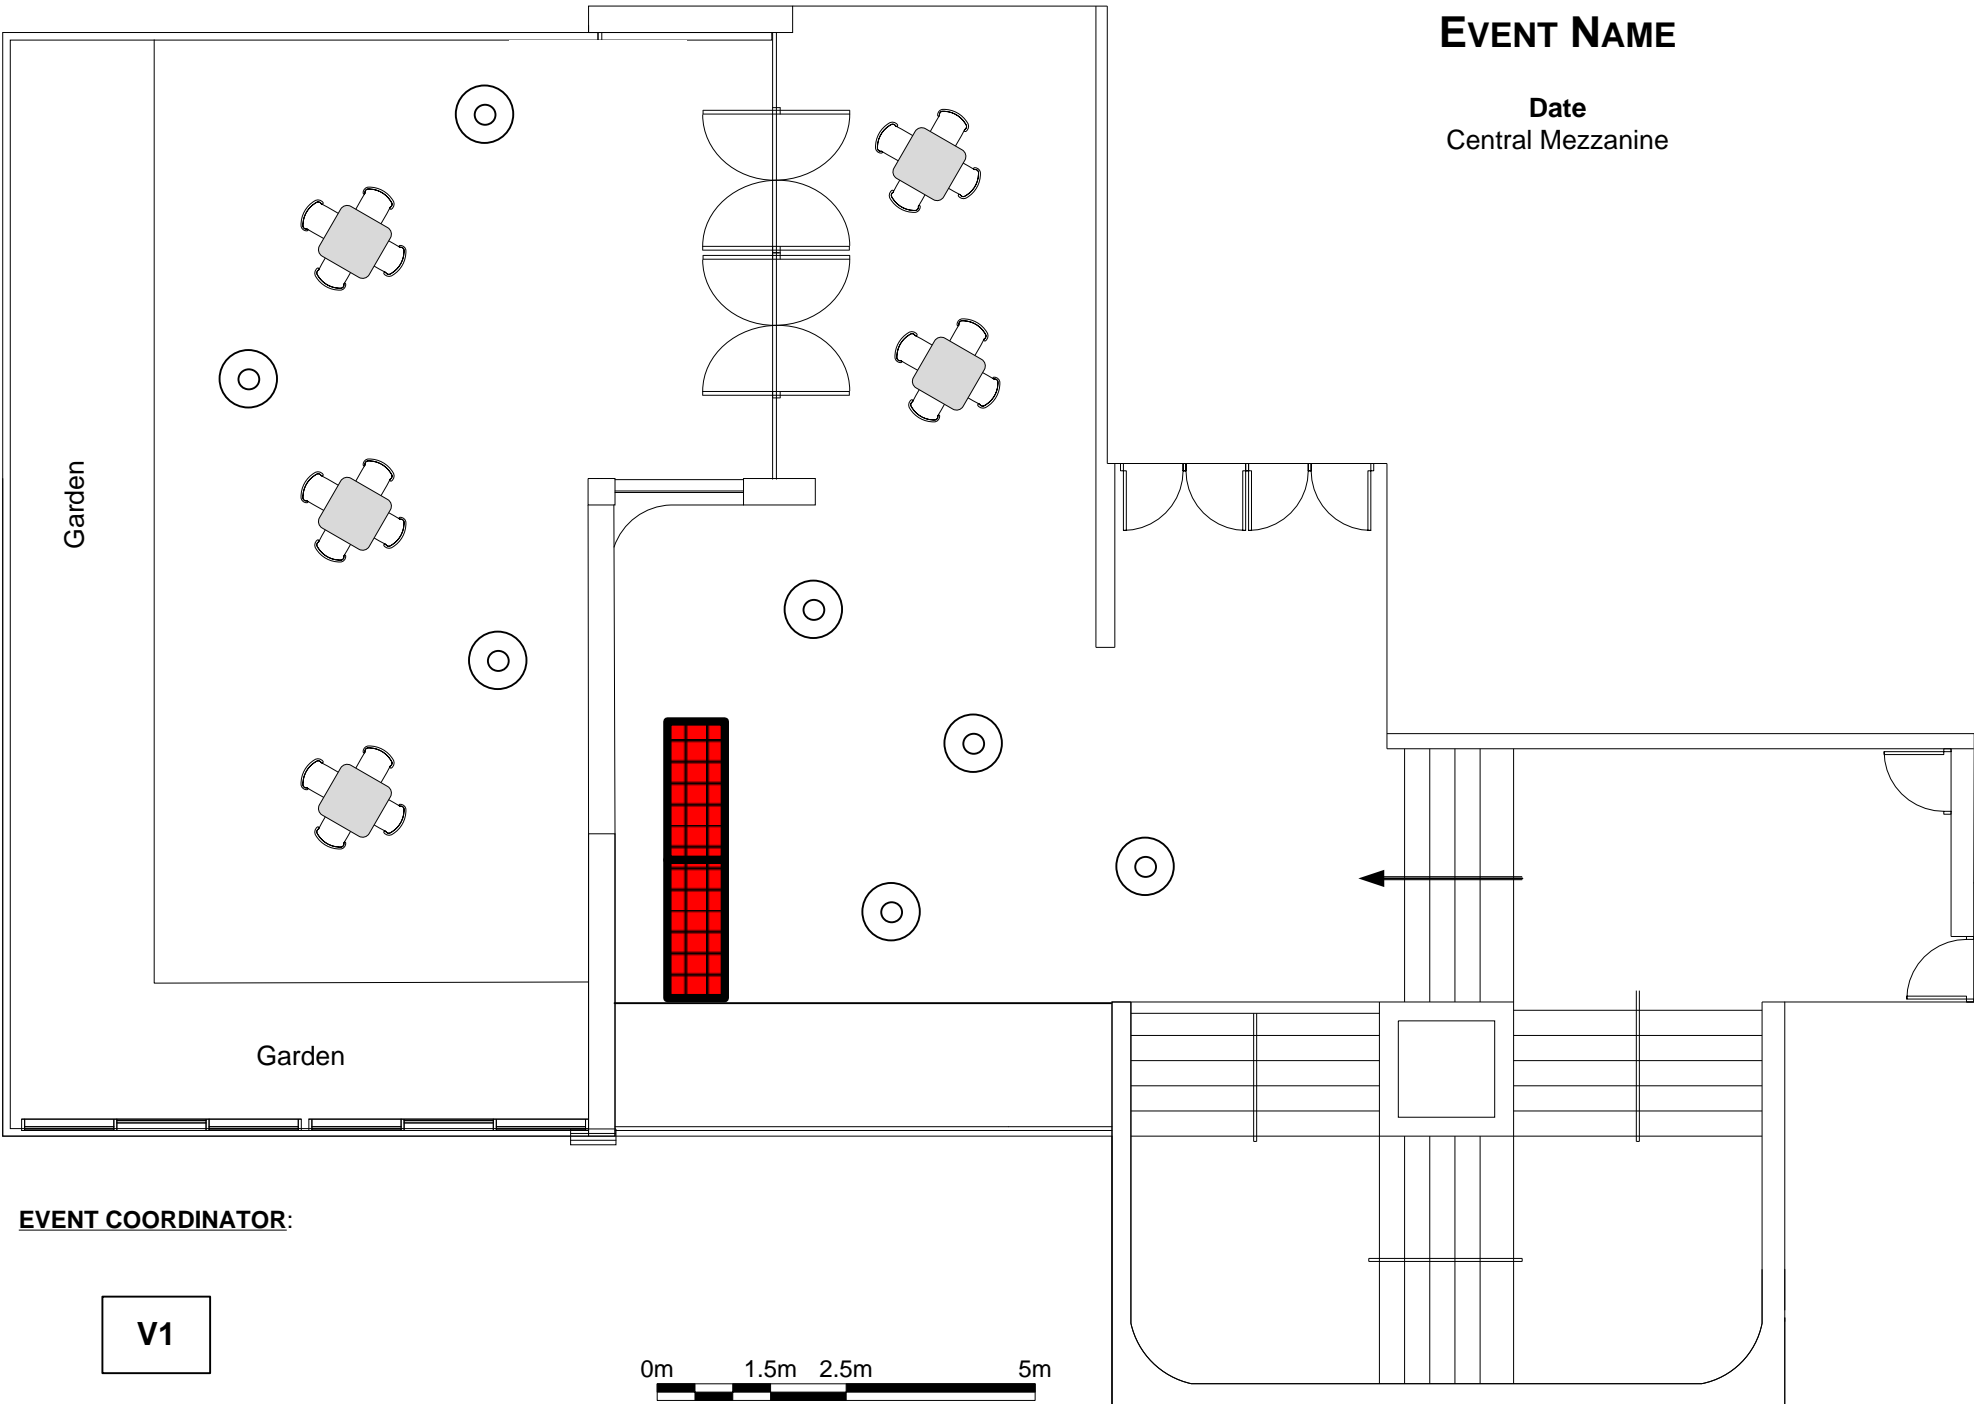 EVENT NAME
Date
Central Mezzanine
Garden
Garden
EVENT COORDINATOR:
V1
0m 1.5m 2.5m 5m